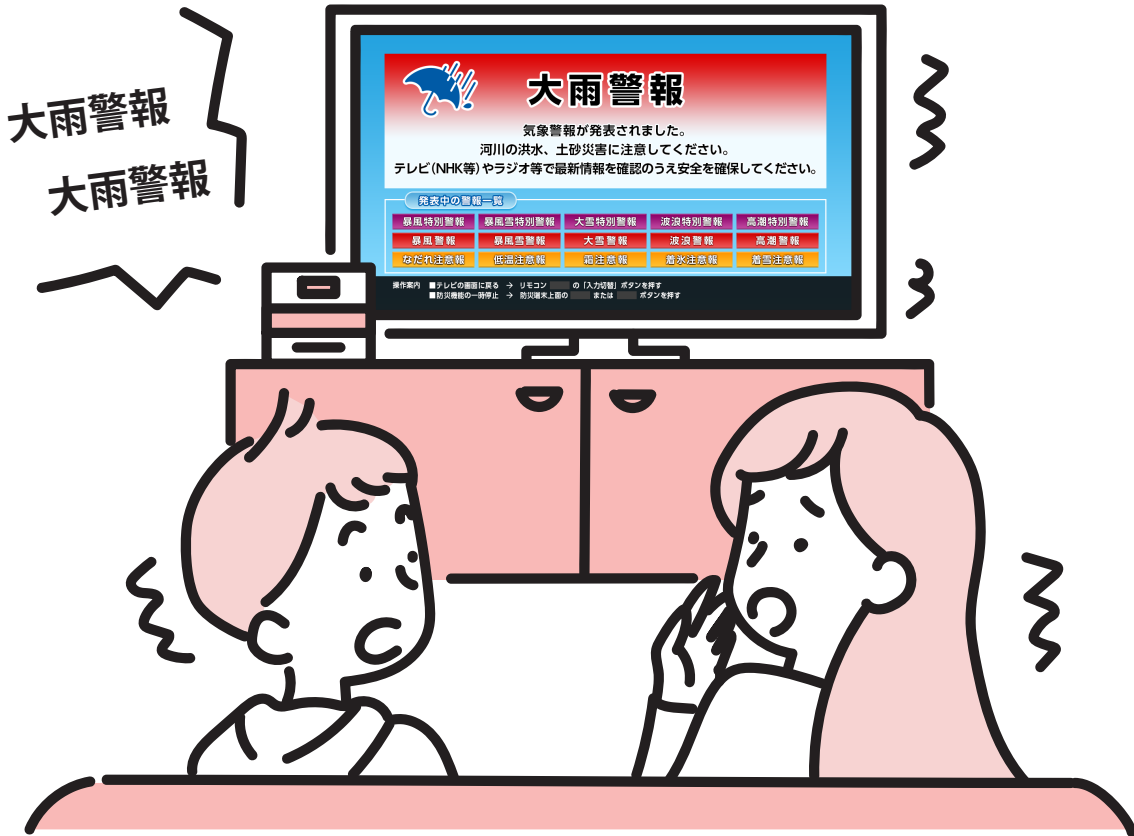 大雨警報
大雨警報
大雨警報
気象警報が発表されました。
河川の洪水、土砂災害に注意してください。
テレビ(NHK等)やラジオ等で最新情報を確認のうえ安全を確保してください。
発表中の警報一覧
暴風特別警報 暴風雪特別警報 大雪特別警報 波浪特別警報 高潮特別警報
暴風警報 暴風雪警報 大雪警報 波浪警報 高潮警報
なだれ注意報 低温注意報 霜注意報 着氷注意報 着雪注意報
操作案内 ■テレビの画面に戻る → リモコン の「入力切替」ボタンを押す
■防災機能の一時停止 → 防災端末上面の または ボタンを押す